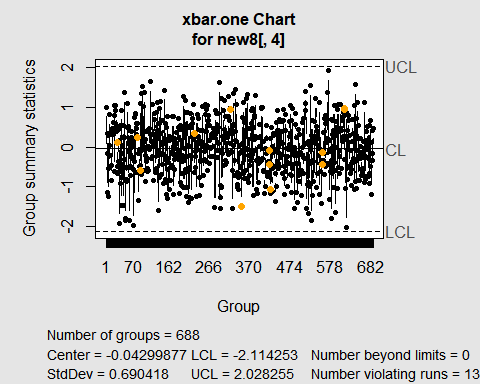 xbar.one Chart
for new8[, 4]
Group summary statistics
2
1
0
-1
-2
UCL
CL
LCL
1 70 162 266 370 474 578 682
Group
Number of groups = 688
Center = -0.04299877 LCL = -2.114253 Number beyond limits = 0
StdDev = 0.690418 UCL = 2.028255 Number violating runs = 13